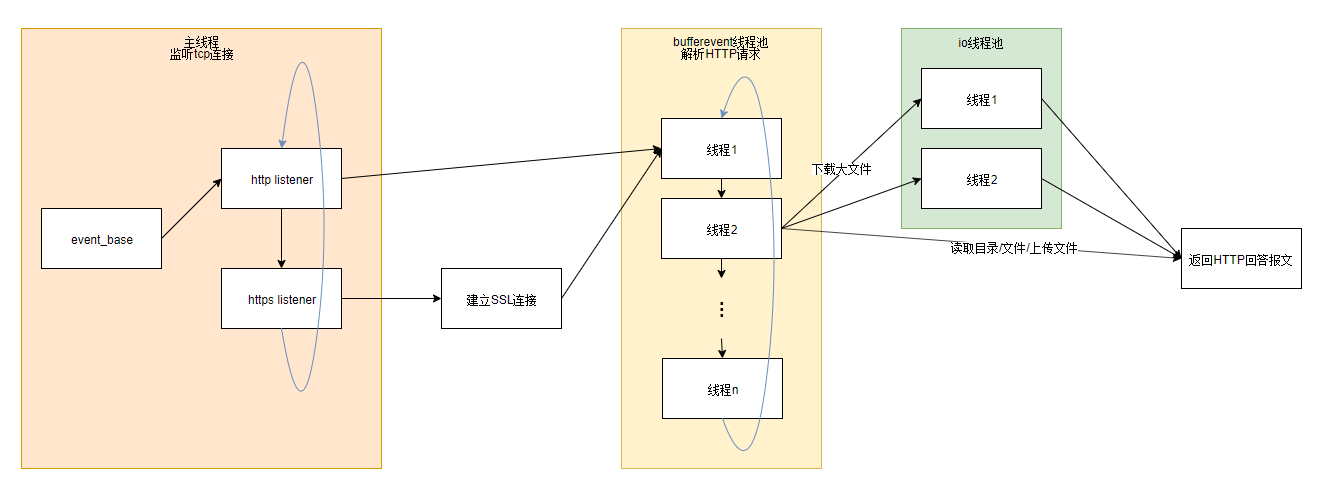 主线程
监听tcp连接
event_base
http listener
https listener
建立SSL连接
bufferevent线程池
解析HTTP请求
线程1
线程2
⋮
线程n
下载大文件
io线程池
线程1
线程2
读取目录/文件/上传文件
返回HTTP回答报文